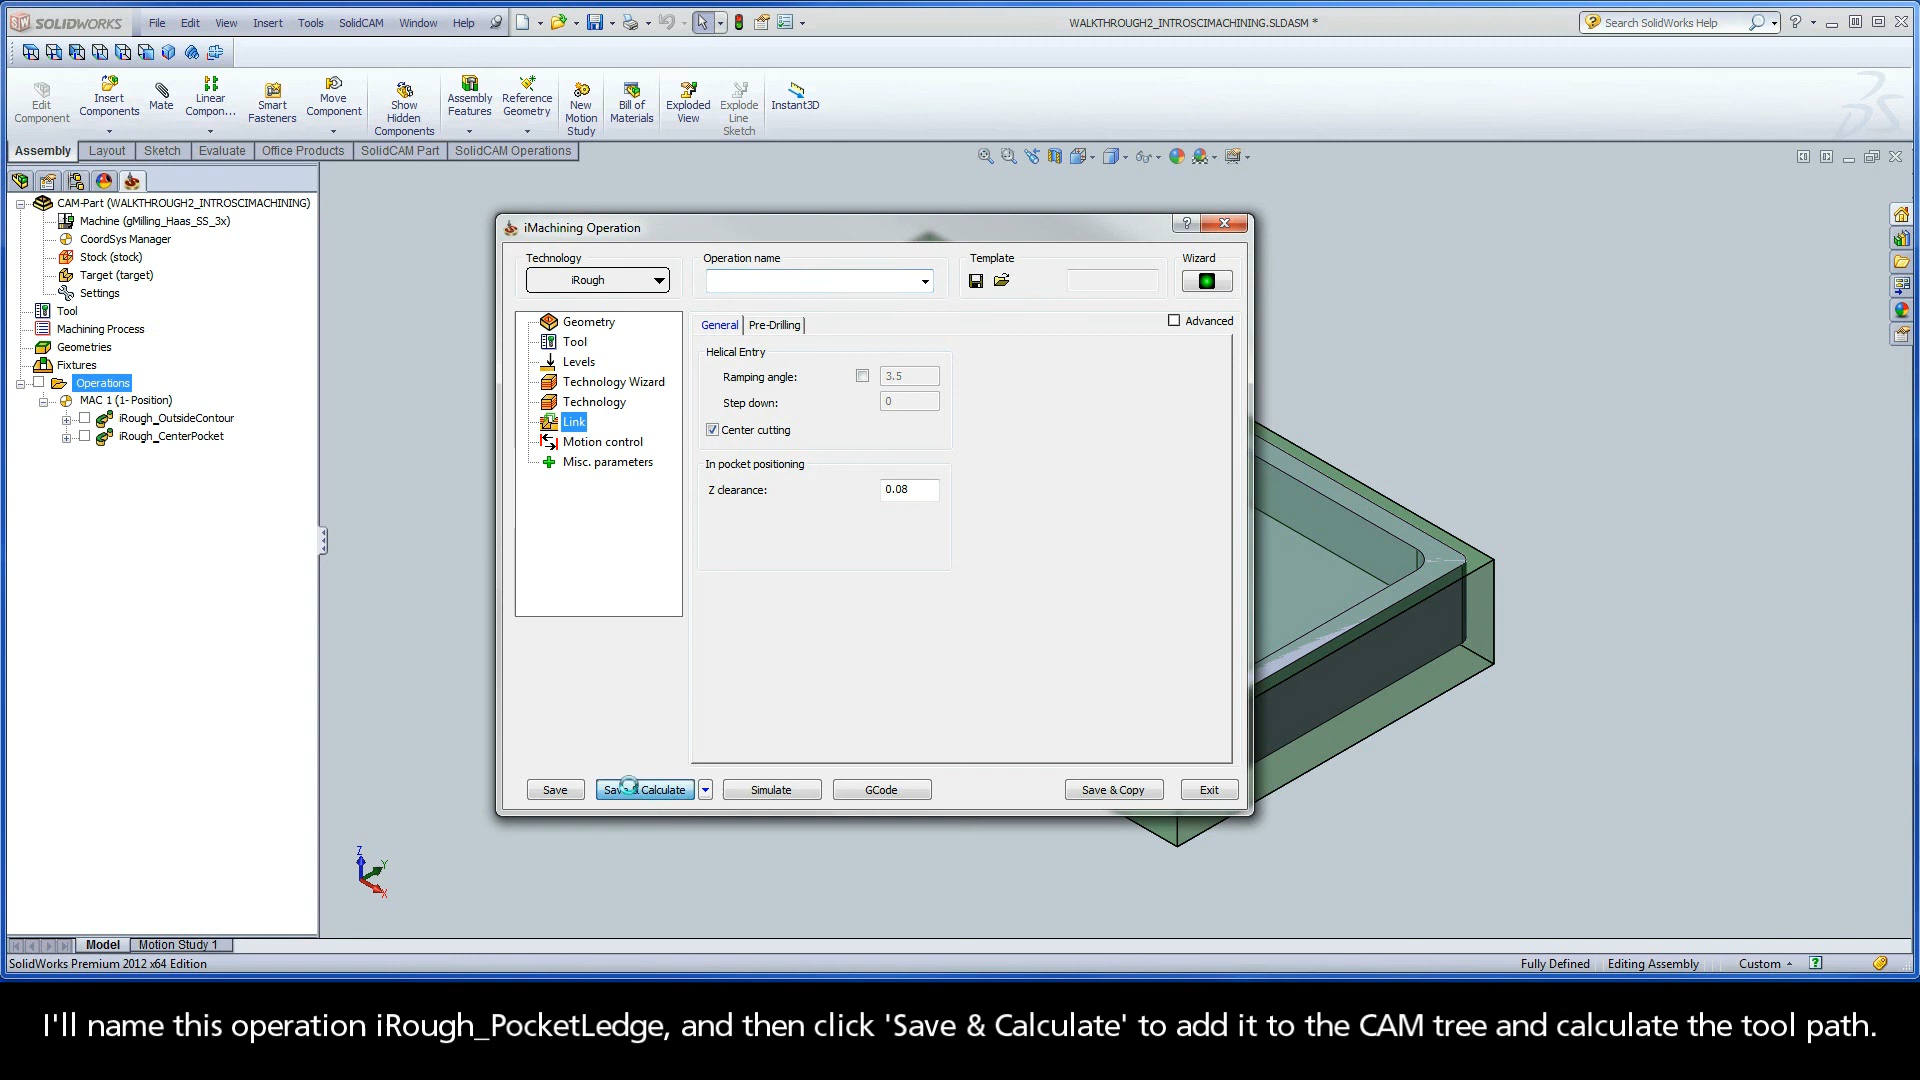 SOLIDWORKS File Edit View Insert Tools SolidCAM Window Help WALKTHROUGH2_INTROSCIMACHINING.SLDASM * Search SolidWorks Help
Edit Component
Insert Components
Mate
Linear Compon...
Smart Fasteners
Move Component
Show Hidden Components
Assembly Features
Reference Geometry
New Motion Study
Bill of Materials
Exploded View
Explode Line Sketch
Instant3D
Assembly Layout Sketch Evaluate Office Products SolidCAM Part SolidCAM Operations
CAM-Part (WALKTHROUGH2_INTROSCIMACHINING)
Machine (gMilling_Haas_SS_3x)
CoordSys Manager
Stock (stock)
Target (target)
Settings
Tool
Machining Process
Geometries
Fixtures
Operations
MAC 1 (1- Position)
iRough_OutsideContour
iRough_CenterPocket
iMachining Operation
Technology
iRough
Operation name
Template
Wizard
Geometry
Tool
Levels
Technology Wizard
Technology
Link
Motion control
Misc. parameters
General Pre-Drilling
Advanced
Helical Entry
Ramping angle: 3.5
Step down: 0
Center cutting
In pocket positioning
Z clearance: 0.08
Save Save & Calculate Simulate GCode Save & Copy Exit
Z
Y
X
Model Motion Study 1
SolidWorks Premium 2012 x64 Edition Fully Defined Editing Assembly Custom
I'll name this operation iRough_PocketLedge, and then click 'Save & Calculate' to add it to the CAM tree and calculate the tool path.